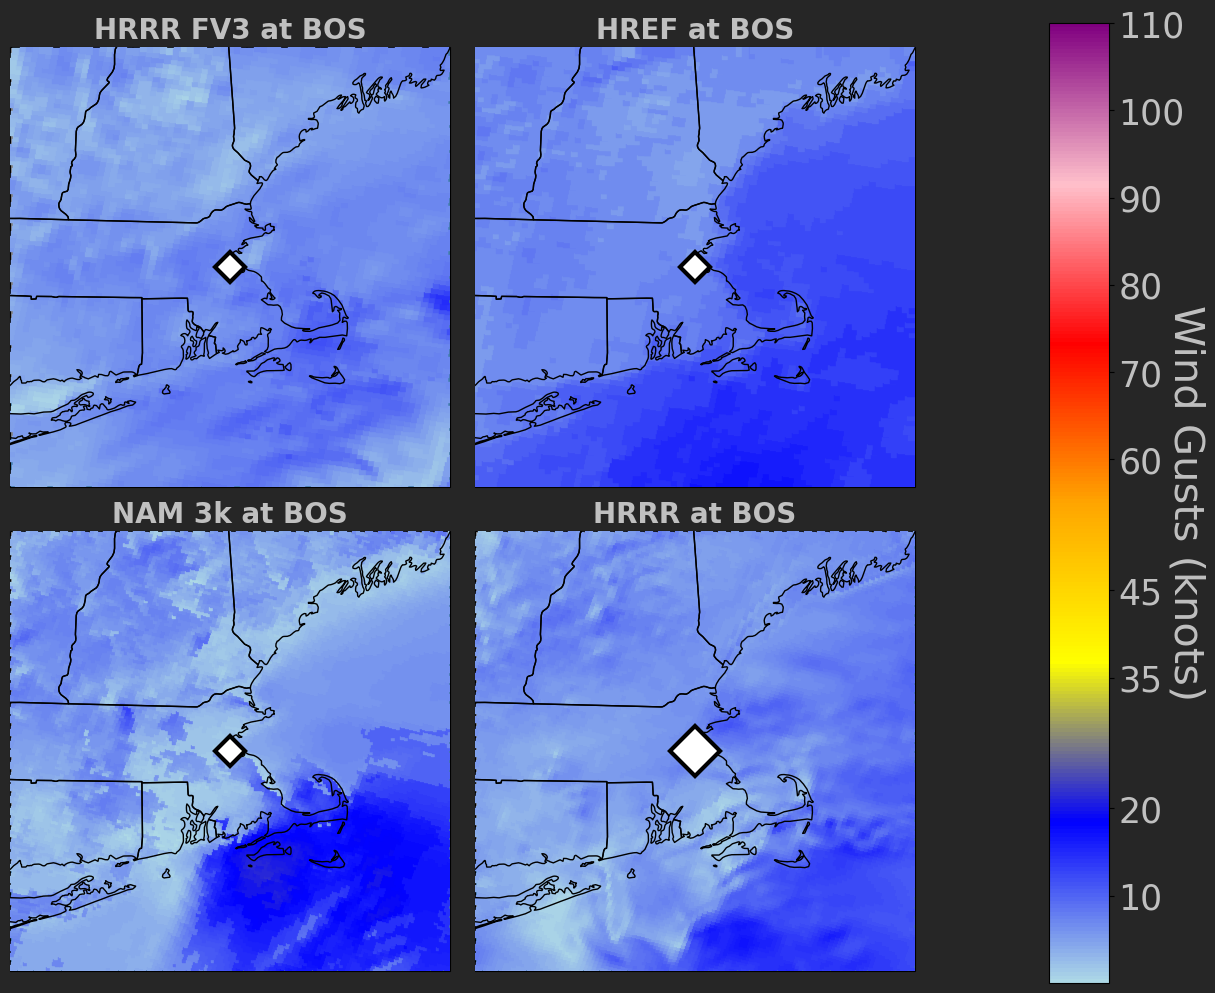 HRRR FV3 at BOS
HREF at BOS
NAM 3k at BOS
HRRR at BOS
110
100
90
80
70
60
45
35
20
10
Wind Gusts (knots)